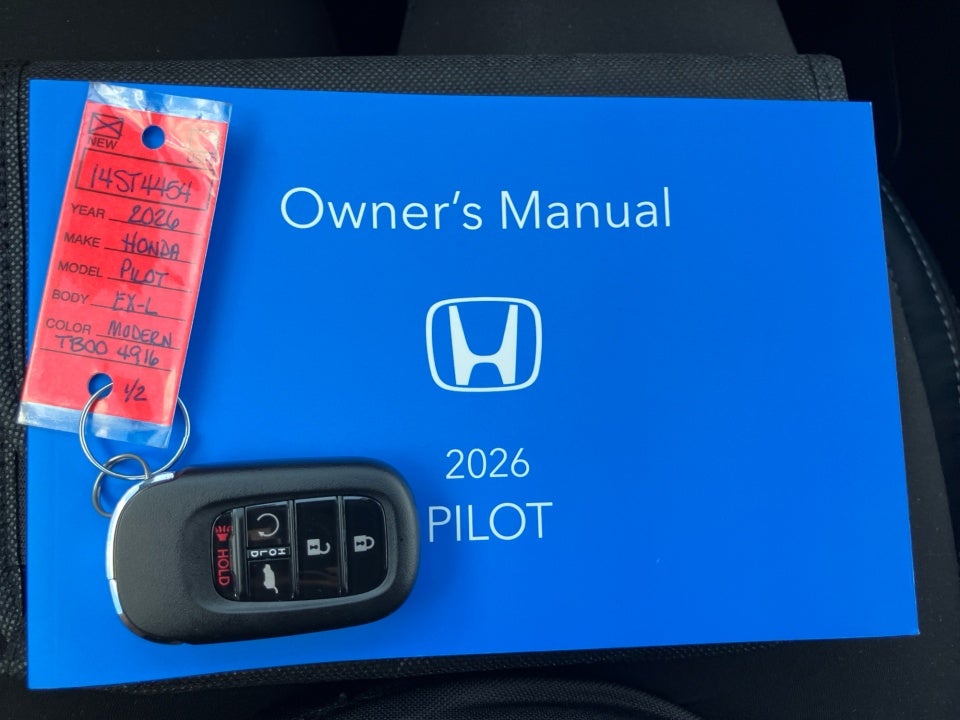 NEW
USED
14ST4454
YEAR 2026
MAKE HONDA
MODEL PILOT
BODY EX-L
COLOR MODERN
TB00 4916
1/2
Owner's Manual
2026
PILOT
HOLD
HOLD